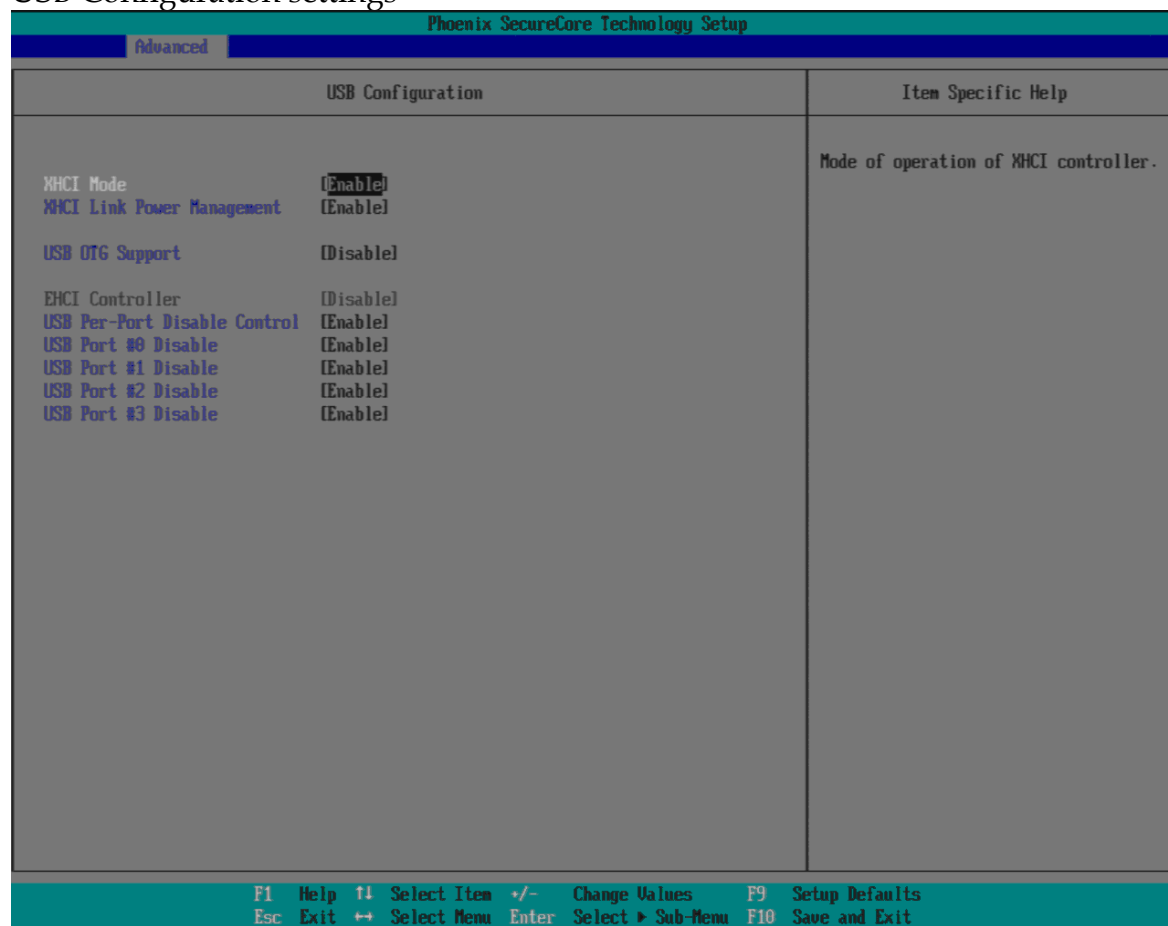 USB Configuration settings
Phoenix SecureCore Technology Setup
Advanced
USB Configuration
Item Specific Help
XHCI Mode [Enable]
XHCI Link Power Management [Enable]
USB OTG Support [Disable]
EHCI Controller [Disable]
USB Per-Port Disable Control [Enable]
USB Port #0 Disable [Enable]
USB Port #1 Disable [Enable]
USB Port #2 Disable [Enable]
USB Port #3 Disable [Enable]
Mode of operation of XHCI controller.
F1 Help ↑↓ Select Item +/- Change Values F9 Setup Defaults
Esc Exit ↔ Select Menu Enter Select ▶ Sub-Menu F10 Save and Exit